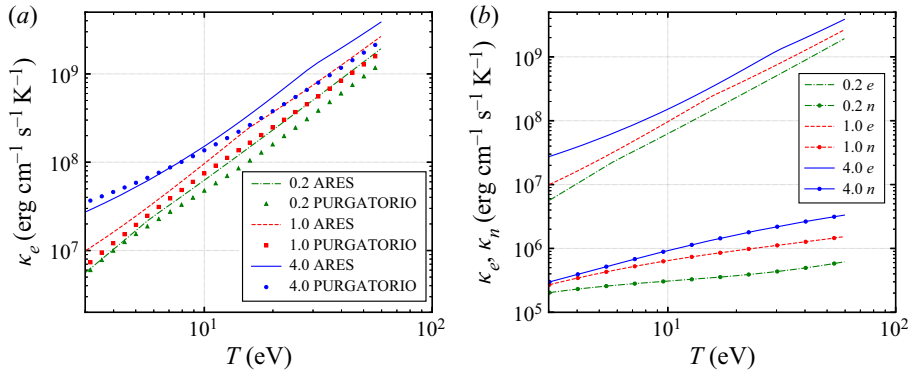 (a)
10^9
10^8
10^7
κ_e (erg cm^−1 s^−1 K^−1)
0.2 ARES
0.2 PURGATORIO
1.0 ARES
1.0 PURGATORIO
4.0 ARES
4.0 PURGATORIO
10^1
10^2
T (eV)
(b)
10^9
10^8
10^7
10^6
10^5
κ_e, κ_n (erg cm^−1 s^−1 K^−1)
0.2 e
0.2 n
1.0 e
1.0 n
4.0 e
4.0 n
10^1
10^2
T (eV)